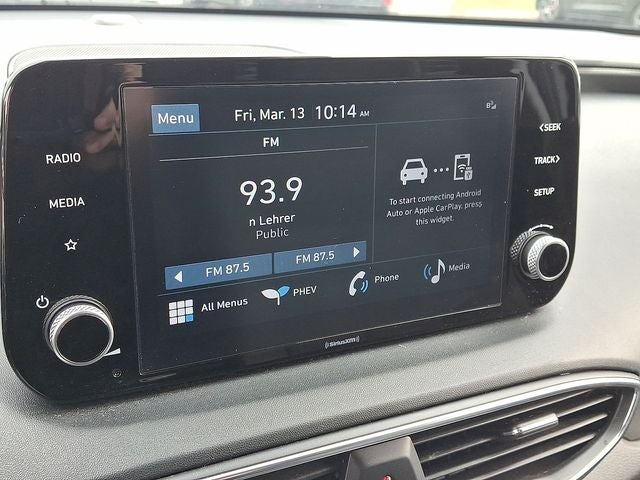 Menu
Fri, Mar. 13 10:14 AM
FM
93.9
n Lehrer
Public
FM 87.5
FM 87.5
To start connecting Android
Auto or Apple CarPlay, press
this widget.
All Menus
PHEV
Phone
Media
RADIO
MEDIA
<SEEK
TRACK>
SETUP
((SiriusXM))